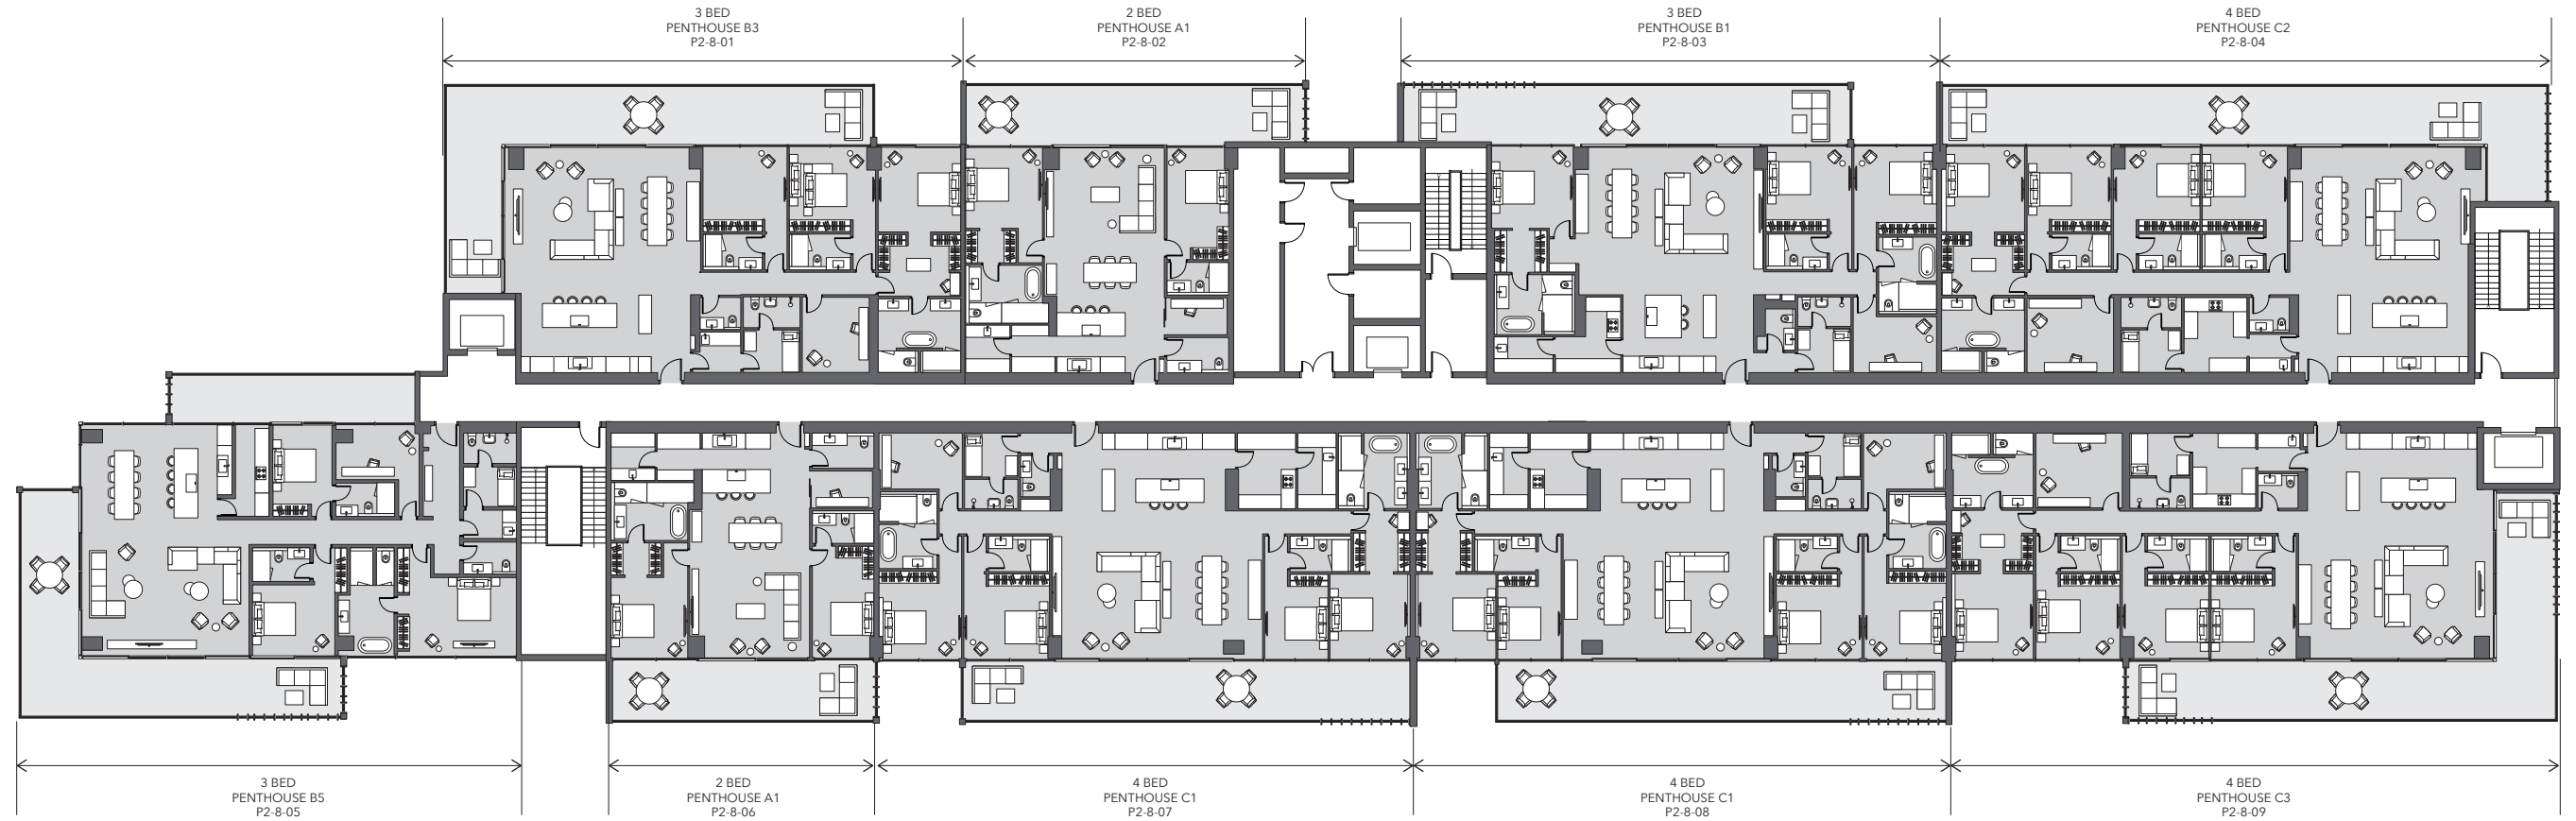 3 BED
PENTHOUSE B3
P2-8-01
2 BED
PENTHOUSE A1
P2-8-02
3 BED
PENTHOUSE B1
P2-8-03
4 BED
PENTHOUSE C2
P2-8-04
3 BED
PENTHOUSE B5
P2-8-05
2 BED
PENTHOUSE A1
P2-8-06
4 BED
PENTHOUSE C1
P2-8-07
4 BED
PENTHOUSE C1
P2-8-08
4 BED
PENTHOUSE C3
P2-8-09